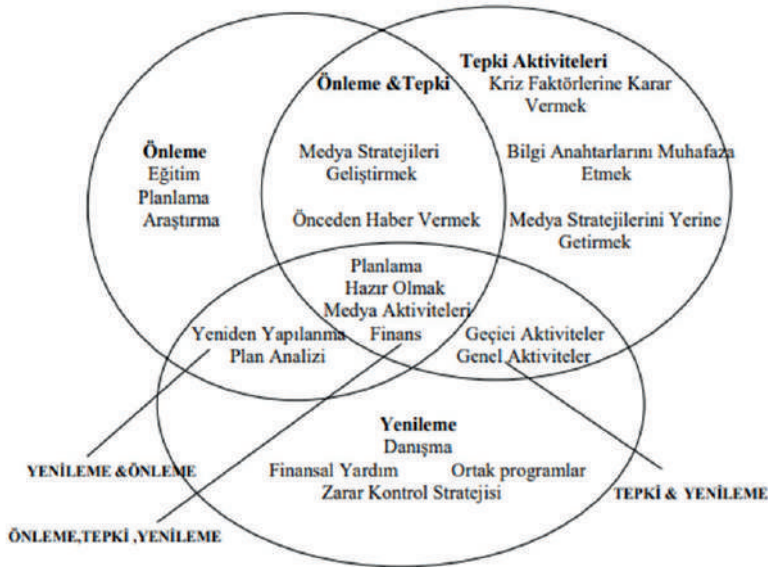 Tepki Aktiviteleri
Önleme &Tepki
Kriz Faktörlerine Karar
Vermek
Önleme
Eğitim
Planlama
Araştırma
Medya Stratejileri
Geliştirmek
Önceden Haber Vermek
Bilgi Anahtarlarını Muhafaza
Etmek
Medya Stratejilerini Yerine
Getirmek
Planlama
Hazır Olmak
Medya Aktiviteleri
Finans
Yeniden Yapılanma
Plan Analizi
Geçici Aktiviteler
Genel Aktiviteler
Yenileme
Danışma
Finansal Yardım
Ortak programlar
Zarar Kontrol Stratejisi
YENİLEME &ÖNLEME
TEPKİ & YENİLEME
ÖNLEME,TEPKİ ,YENİLEME